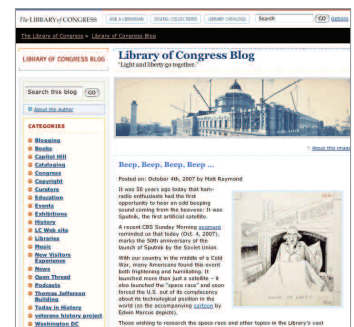 The LIBRARY of CONGRESS
ASK A LIBRARIAN
DIGITAL COLLECTIONS
LIBRARY CATALOGS
Search
GO
Options
The Library of Congress > Library of Congress Blog
LIBRARY OF CONGRESS BLOG
Library of Congress Blog
"Light and liberty go together."
Search this blog
GO
About the Author
About this image
CATEGORIES
Blogging
Books
Capitol Hill
Cataloging
Congress
Copyright
Curators
Education
Events
Exhibitions
History
LC Web site
Libraries
Music
New Visitors
Experience
News
Open Thread
Podcasts
Thomas Jefferson
Building
Today in History
veterans history project
Washington DC
Beep, Beep, Beep, Beep ...
Posted on: October 4th, 2007 by Matt Raymond
It was 50 years ago today that ham-
radio enthusiasts had the first
opportunity to hear an odd beeping
sound coming from the heavens: It was
Sputnik, the first artificial satellite.
A recent CBS Sunday Morning segment
reminded us that today (Oct. 4, 2007),
marks the 50th anniversary of the
launch of Sputnik by the Soviet Union.
With our country in the middle of a Cold
War, many Americans found this event
both frightening and humiliating. It
launched more than just a satellite – it
also launched the "space race" and soon
forced the U.S. out of its complacency
about its technological position in the
world (as the accompanying cartoon by
Edwin Marcus depicts).
Those wishing to research the space race and other topics in the Library's vast